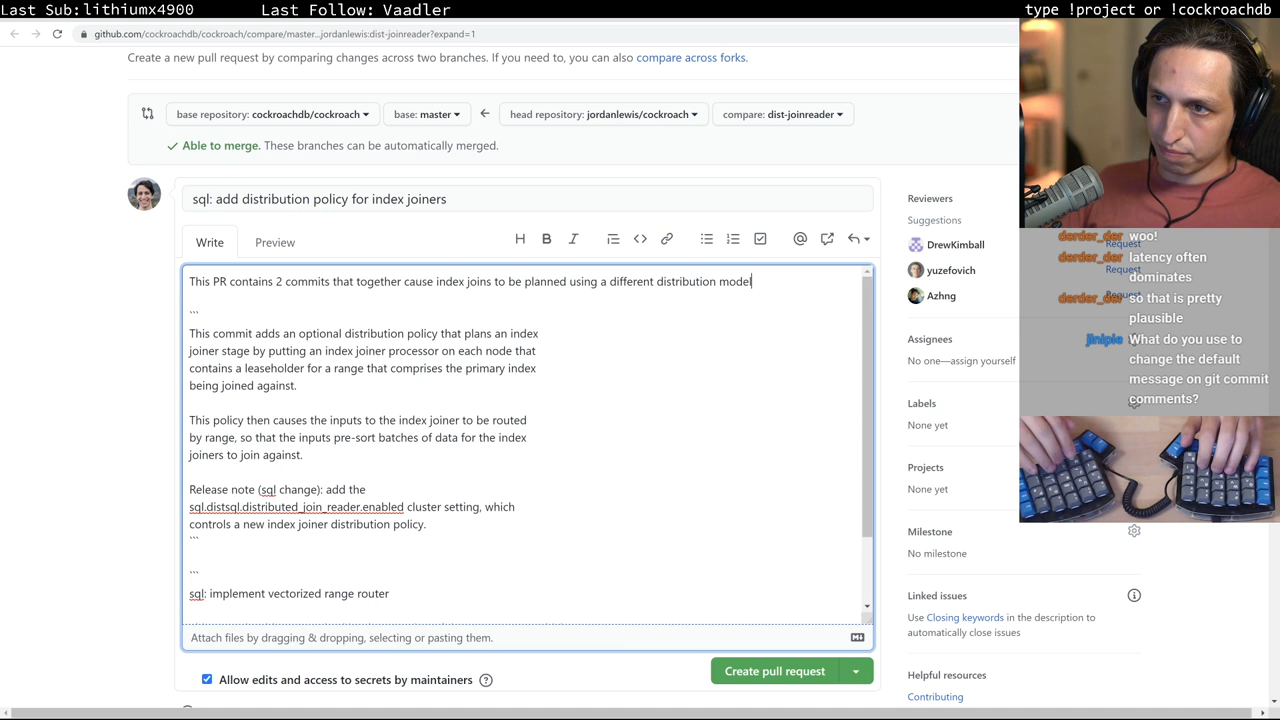 Last Sub:lithiumx4900 Last Follow: Vaadler type !project or !cockroachdb
github.com/cockroachdb/cockroach/compare/master...jordanlewis:dist-joinreader?expand=1
Create a new pull request by comparing changes across two branches. If you need to, you can also compare across forks.
base repository: cockroachdb/cockroach base: master head repository: jordanlewis/cockroach compare: dist-joinreader
Able to merge. These branches can be automatically merged.
sql: add distribution policy for index joiners
Write Preview
This PR contains 2 commits that together cause index joins to be planned using a different distribution model
```
This commit adds an optional distribution policy that plans an index
joiner stage by putting an index joiner processor on each node that
contains a leaseholder for a range that comprises the primary index
being joined against.
This policy then causes the inputs to the index joiner to be routed
by range, so that the inputs pre-sort batches of data for the index
joiners to join against.
Release note (sql change): add the
sql.distsql.distributed_join_reader.enabled cluster setting, which
controls a new index joiner distribution policy.
```
```
sql: implement vectorized range router
Attach files by dragging & dropping, selecting or pasting them.
Allow edits and access to secrets by maintainers
Create pull request
Reviewers
Suggestions
DrewKimball Request
yuzefovich Request
Azhng Request
Assignees
No one—assign yourself
Labels
None yet
Projects
None yet
Milestone
No milestone
Linked issues
Use Closing keywords in the description to
automatically close issues
Helpful resources
Contributing
derder_der woo!
derder_der latency often
dominates
derder_der so that is pretty
plausible
jinipie What do you use to
change the default
message on git commit
comments?